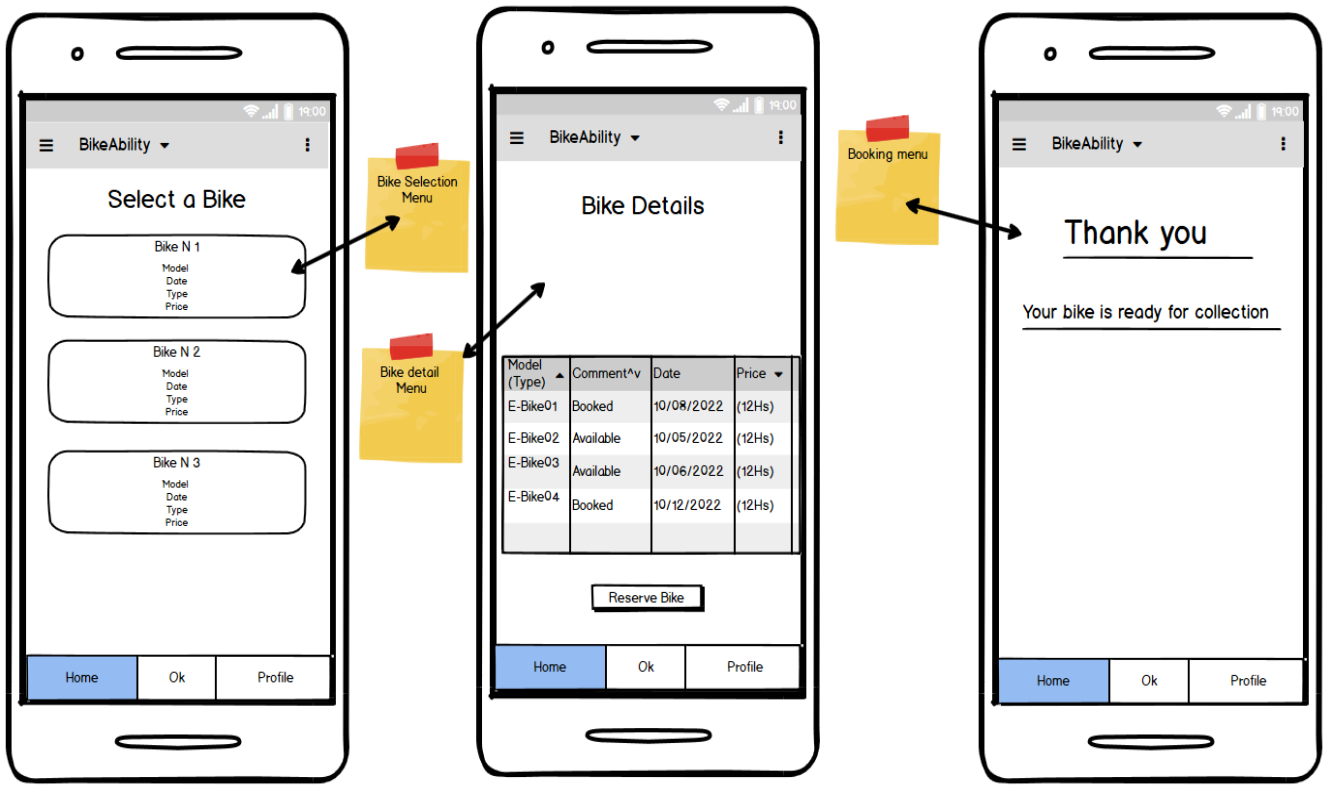 19:00
BikeAbility
Select a Bike
Bike N 1
Model
Date
Type
Price
Bike N 2
Model
Date
Type
Price
Bike N 3
Model
Date
Type
Price
Home Ok Profile
Bike Selection
Menu
Bike detail
Menu
19:00
BikeAbility
Bike Details
Model
(Type) Comment^v Date Price
E-Bike01 Booked 10/08/2022 (12Hs)
E-Bike02 Available 10/05/2022 (12Hs)
E-Bike03 Available 10/06/2022 (12Hs)
E-Bike04 Booked 10/12/2022 (12Hs)
Reserve Bike
Home Ok Profile
Booking menu
19:00
BikeAbility
Thank you
Your bike is ready for collection
Home Ok Profile